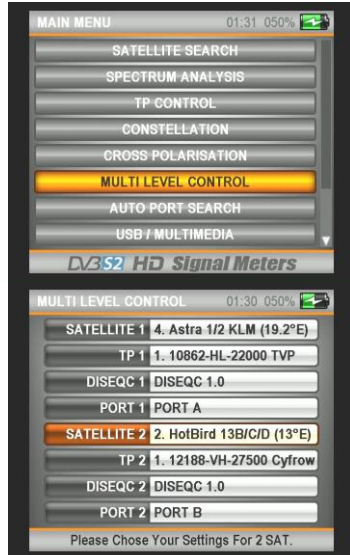 MAIN MENU 01:31 050%
SATELLITE SEARCH
SPECTRUM ANALYSIS
TP CONTROL
CONSTELLATION
CROSS POLARISATION
MULTI LEVEL CONTROL
AUTO PORT SEARCH
USB / MULTIMEDIA
DVBS2 HD Signal Meters
MULTI LEVEL CONTROL 01:30 050%
SATELLITE 1 4. Astra 1/2 KLM (19.2°E)
TP 1 1. 10862-HL-22000 TVP
DISEQC 1 DISEQC 1.0
PORT 1 PORT A
SATELLITE 2 2. HotBird 13B/C/D (13°E)
TP 2 1. 12188-VH-27500 Cyfrow
DISEQC 2 DISEQC 1.0
PORT 2 PORT B
Please Chose Your Settings For 2 SAT.